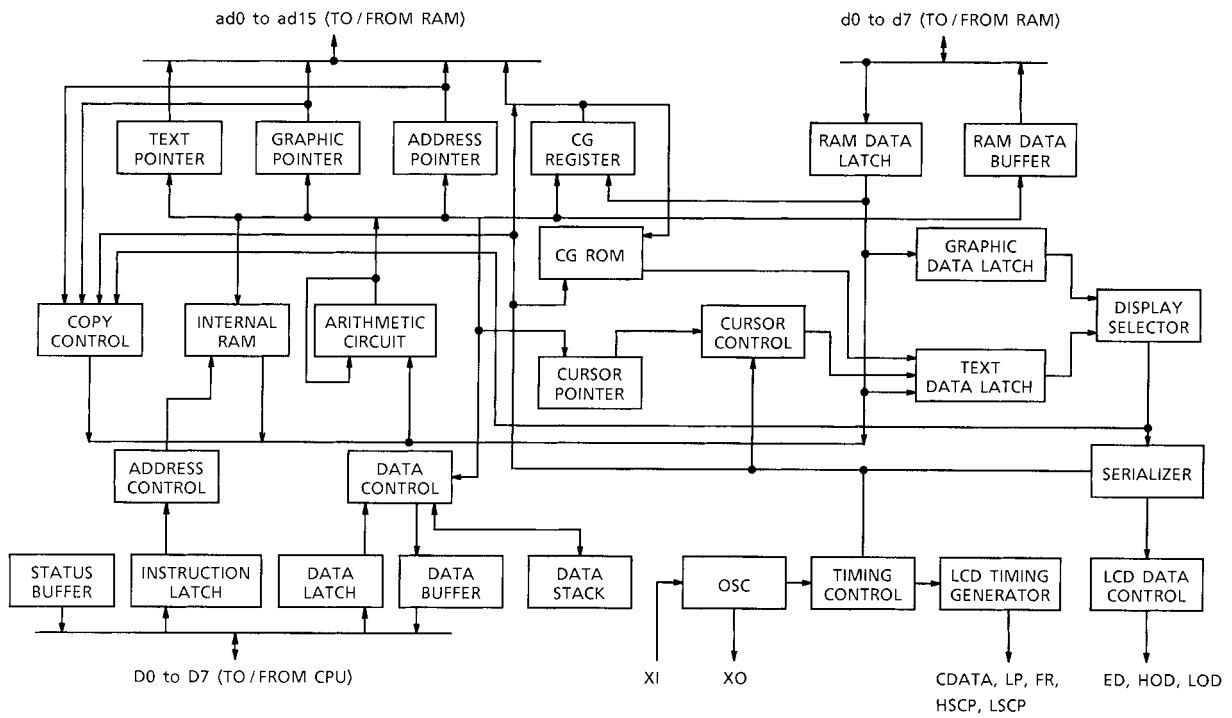 ad0 to ad15 (TO / FROM RAM)
d0 to d7 (TO / FROM RAM)
TEXT
POINTER
GRAPHIC
POINTER
ADDRESS
POINTER
CG
REGISTER
RAM DATA
LATCH
RAM DATA
BUFFER
CG ROM
GRAPHIC
DATA LATCH
COPY
CONTROL
INTERNAL
RAM
ARITHMETIC
CIRCUIT
CURSOR
CONTROL
DISPLAY
SELECTOR
CURSOR
POINTER
TEXT
DATA LATCH
ADDRESS
CONTROL
DATA
CONTROL
SERIALIZER
STATUS
BUFFER
INSTRUCTION
LATCH
DATA
LATCH
DATA
BUFFER
DATA
STACK
OSC
TIMING
CONTROL
LCD TIMING
GENERATOR
LCD DATA
CONTROL
D0 to D7 (TO / FROM CPU)
XI
XO
CDATA, LP, FR,
HSCP, LSCP
ED, HOD, LOD